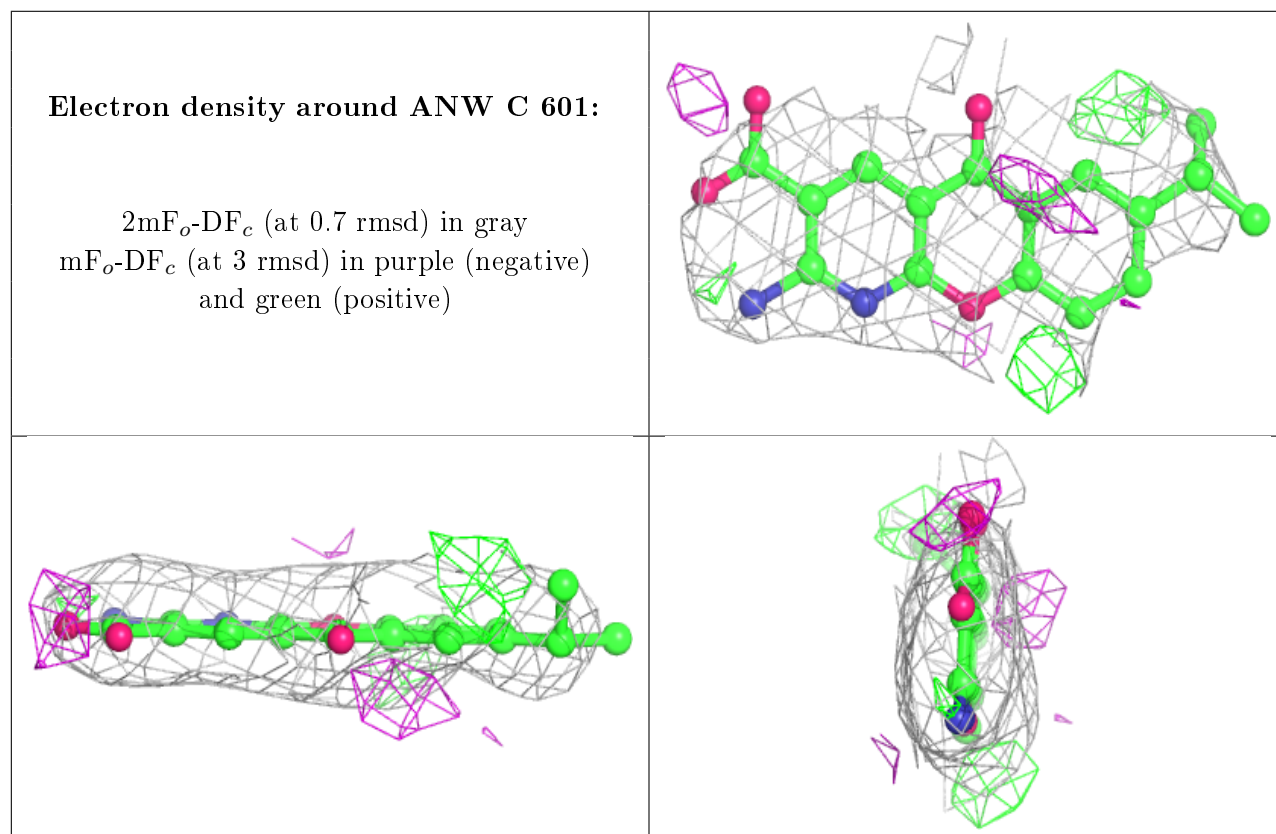 Electron density around ANW C 601:
2mFo-DFc (at 0.7 rmsd) in gray
mFo-DFc (at 3 rmsd) in purple (negative)
and green (positive)